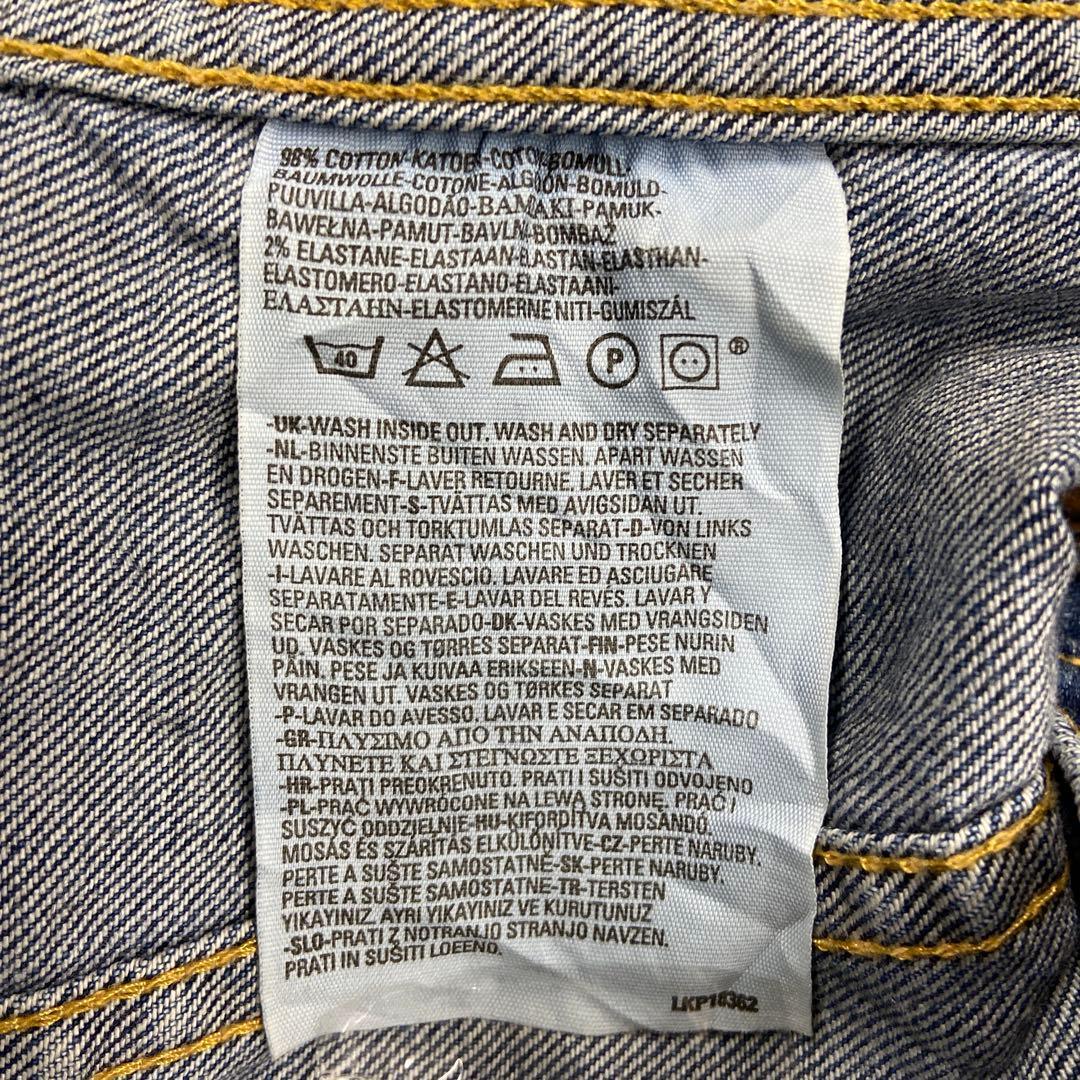 98% COTTON-KATOEN-COTON-BOMULL-
BAUMWOLLE-COTONE-ALGODÓN-BOMULD-
PUUVILLA-ALGODÃO-ΒΑΜΑΚΙ-PAMUK-
BAWEŁNA-PAMUT-BAVLN-BOMBAŽ
2% ELASTANE-ELASTAAN-ELASTAN-ELASTHAN-
ELASTOMERO-ELASTANO-ELASTAANI-
ΕΛΑΣΤΑΗΝ-ELASTOMERNE NITI-GUMISZÁL
40 P ®
-UK-WASH INSIDE OUT. WASH AND DRY SEPARATELY
-NL-BINNENSTE BUITEN WASSEN. APART WASSEN
EN DROGEN-F-LAVER RETOURNE. LAVER ET SECHER
SEPAREMENT-S-TVÄTTAS MED AVIGSIDAN UT.
TVÄTTAS OCH TORKTUMLAS SEPARAT-D-VON LINKS
WASCHEN. SEPARAT WASCHEN UND TROCKNEN
-I-LAVARE AL ROVESCIO. LAVARE ED ASCIUGARE
SEPARATAMENTE-E-LAVAR DEL REVÉS. LAVAR Y
SECAR POR SEPARADO-DK-VASKES MED VRANGSIDEN
UD. VASKES OG TØRRES SEPARAT-FIN-PESE NURIN
PÄIN. PESE JA KUIVAA ERIKSEEN-N-VASKES MED
VRANGEN UT. VASKES OG TØRKES SEPARAT
-P-LAVAR DO AVESSO. LAVAR E SECAR EM SEPARADO
-GR-ΠΛΥΣΙΜΟ ΑΠΟ ΤΗΝ ΑΝΑΠΟΔΗ.
ΠΛΥΝΕΤΕ ΚΑΙ ΣΤΕΓΝΩΣΤΕ ΞΕΧΩΡΙΣΤΑ
-HR-PRATI PREOKRENUTO. PRATI I SUŠITI ODVOJENO
-PL-PRAĆ WYWRÓCONE NA LEWĄ STRONĘ. PRAĆ I
SUSZYĆ ODDZIELNIE-HU-KIFORDÍTVA MOSANDÓ.
MOSÁS ÉS SZÁRÍTÁS ELKÜLÖNÍTVE-CZ-PERTE NARUBY.
PERTE A SUŠTE SAMOSTATNĚ-SK-PERTE NARUBY.
PERTE A SUŠTE SAMOSTATNE-TR-TERSTEN
YIKAYINIZ. AYRI YIKAYINIZ VE KURUTUNUZ
-SLO-PRATI Z NOTRANJO STRANJO NAVZEN.
PRATI IN SUŠITI LOEENO.
LKP18362